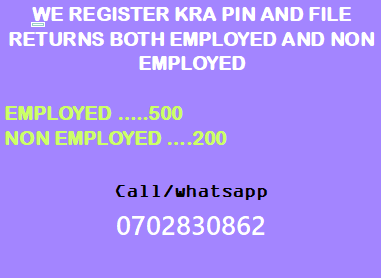 WE REGISTER KRA PIN AND FILE
RETURNS BOTH EMPLOYED AND NON
EMPLOYED
EMPLOYED .....500
NON EMPLOYED ....200
Call/whatsapp
0702830862